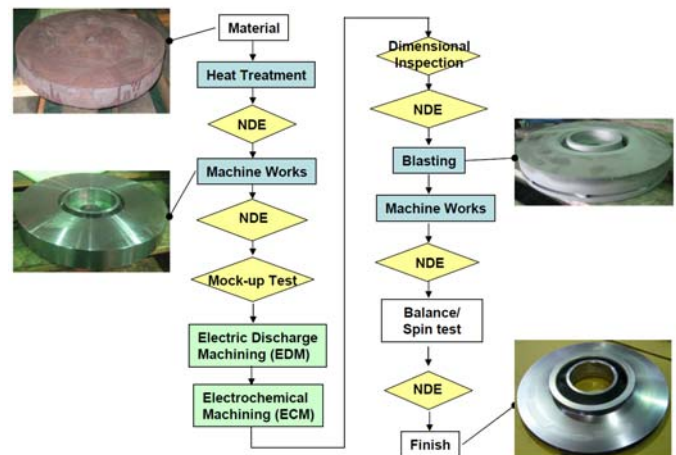 Material
Heat Treatment
NDE
Machine Works
NDE
Mock-up Test
Electric Discharge
Machining (EDM)
Electrochemical
Machining (ECM)
Dimensional
Inspection
NDE
Blasting
Machine Works
NDE
Balance/
Spin test
NDE
Finish